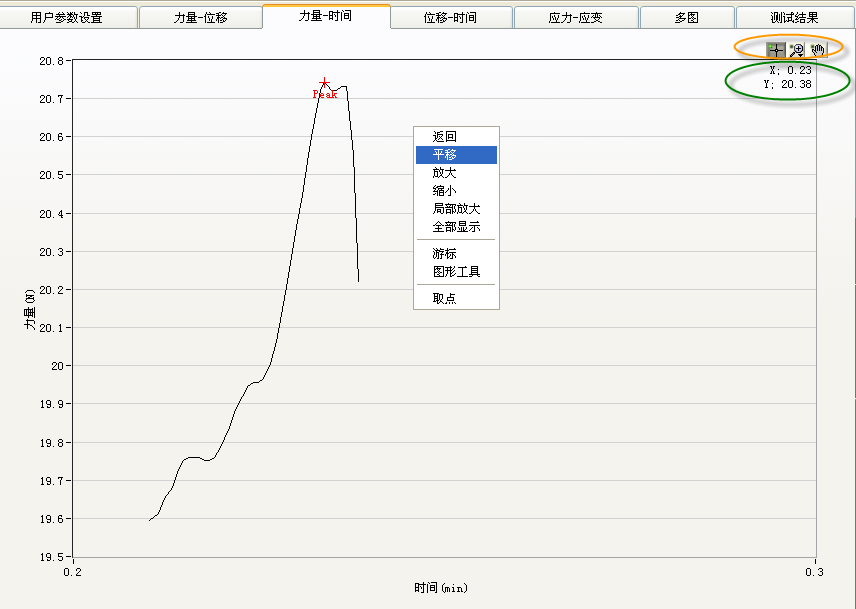 用户参数设置 力量-位移 力量-时间 位移-时间 应力-应变 多图 测试结果
X; 0.23
Y; 20.38
20.8
20.7
20.6
20.5
20.4
20.3
20.2
20.1
20
19.9
19.8
19.7
19.6
19.5
力量(N)
Peak
返回
平移
放大
缩小
局部放大
全部显示
游标
图形工具
取点
0.2 0.3
时间(min)